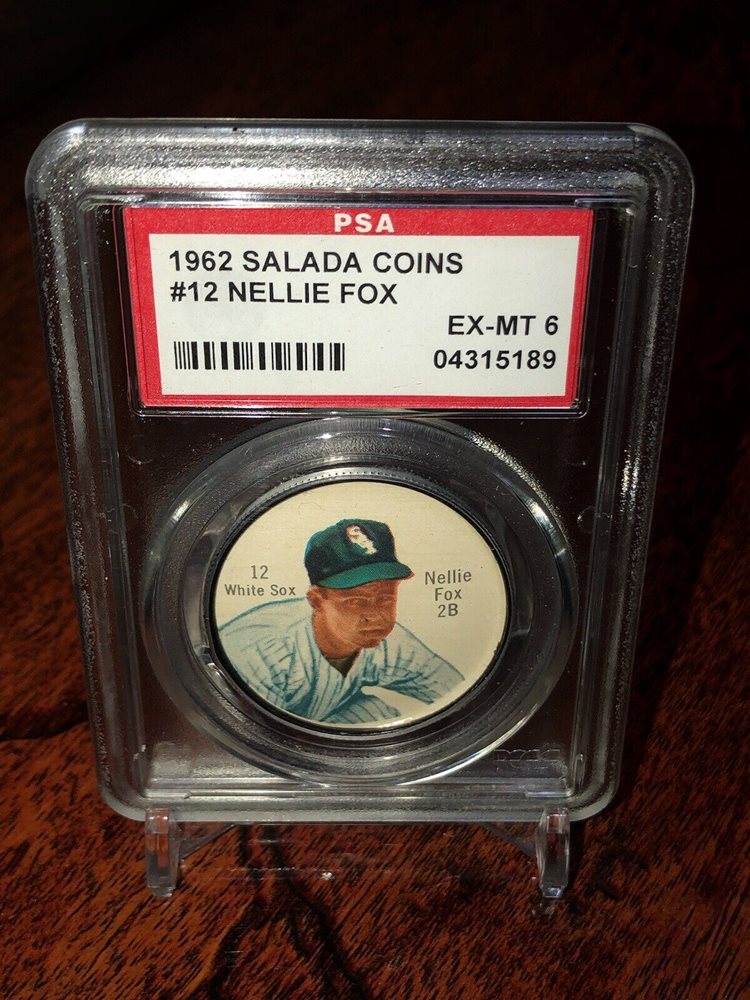 PSA
1962 SALADA COINS
#12 NELLIE FOX
EX-MT 6
04315189
12
White Sox
Nellie
Fox
2B